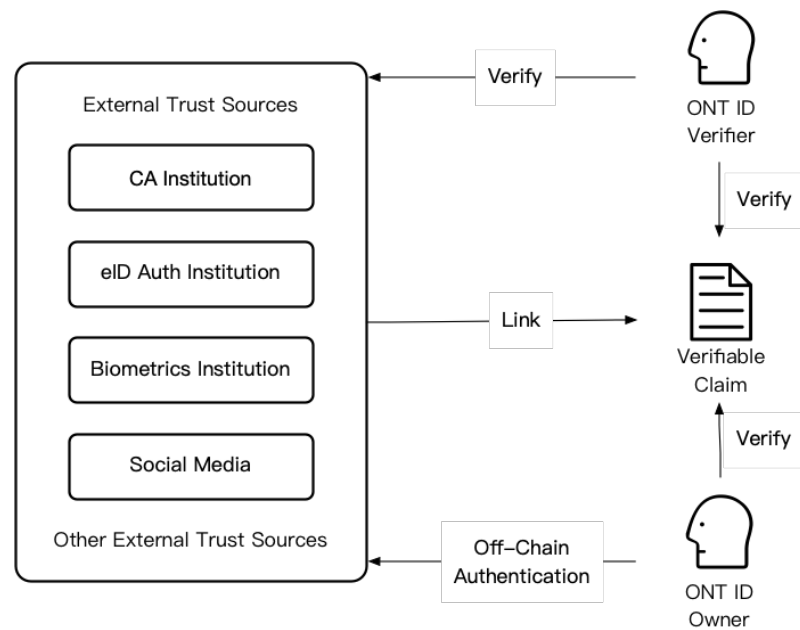 ONT ID
Verifier
Verify
External Trust Sources
CA Institution
eID Auth Institution
Biometrics Institution
Social Media
Other External Trust Sources
Verify
Link
Verifiable
Claim
Verify
Off-Chain
Authentication
ONT ID
Owner